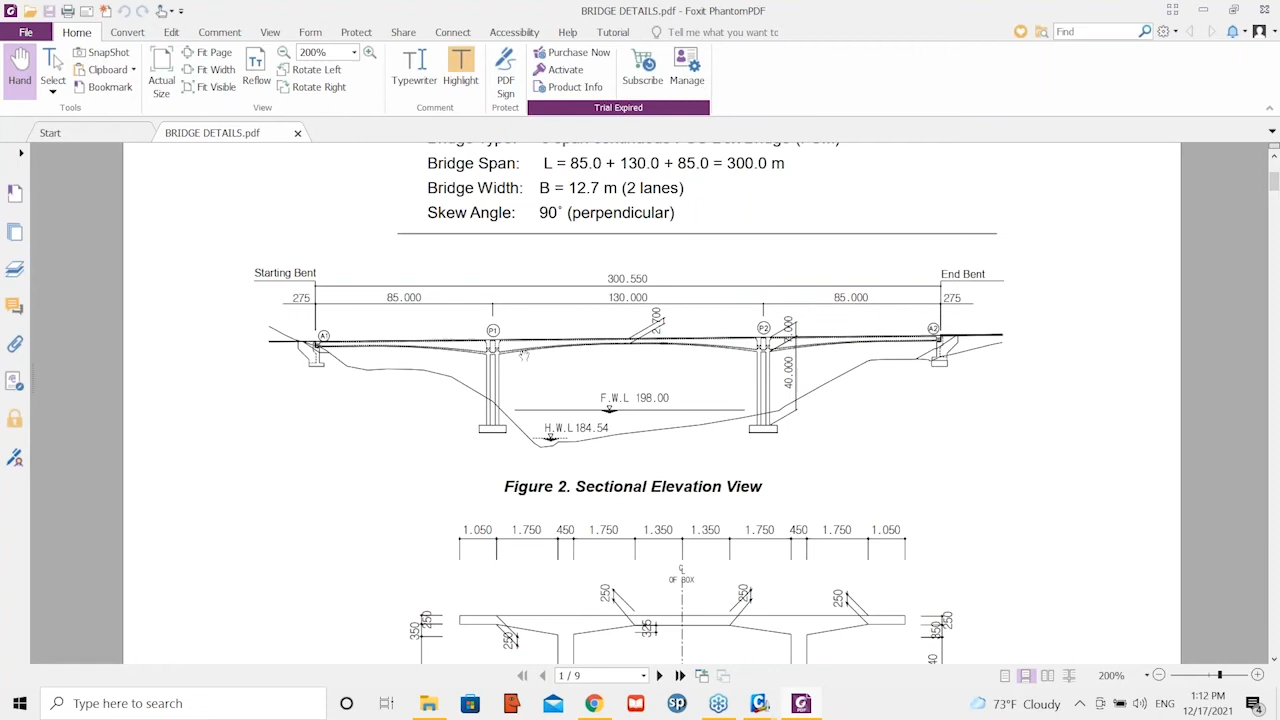 BRIDGE DETAILS.pdf - Foxit PhantomPDF
File Home Convert Edit Comment View Form Protect Share Connect Accessibility Help Tutorial Tell me what you want to Find
Hand
Select
SnapShot
Clipboard
Bookmark
Tools
Actual Size
Fit Page
Fit Width
Fit Visible
Reflow
200%
Rotate Left
Rotate Right
View
Typewriter
Highlight
Comment
PDF Sign
Protect
Purchase Now
Activate
Product Info
Subscribe
Manage
Trial Expired
Start
BRIDGE DETAILS.pdf
Bridge Span: L = 85.0 + 130.0 + 85.0 = 300.0 m
Bridge Width: B = 12.7 m (2 lanes)
Skew Angle: 90˚ (perpendicular)
Starting Bent
End Bent
300.550
275 85.000 130.000 85.000 275
A1 P1 P2 A2
40.000
F.W.L 198.00
H.W.L184.54
Figure 2. Sectional Elevation View
1.050 1.750 450 1.750 1.350 1.350 1.750 450 1.750 1.050
C L
OF BOX
250 250 250
350 250 250 325 350 250
40
1 / 9
200%
Type here to search
73°F Cloudy
1:12 PM
12/17/2021
4